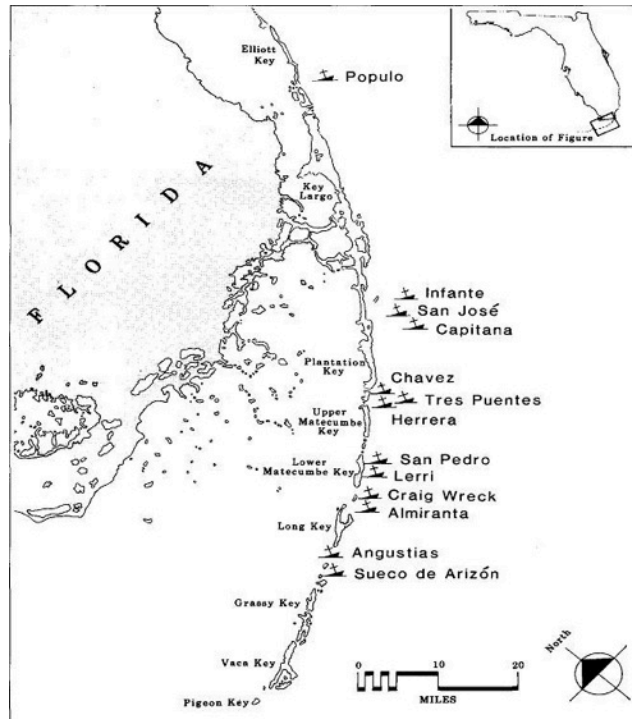 Elliott
Key
Populo
Location of Figure
FLORIDA
Key
Largo
Infante
San José
Capitana
Plantation
Key
Chavez
Tres Puentes
Upper
Matecumbe
Key
Herrera
Lower
Matecumbe Key
San Pedro
Lerri
Craig Wreck
Almiranta
Long Key
Angustias
Sueco de Arizón
Grassy Key
Vaca Key
Pigeon Key
North
0 10 20
MILES